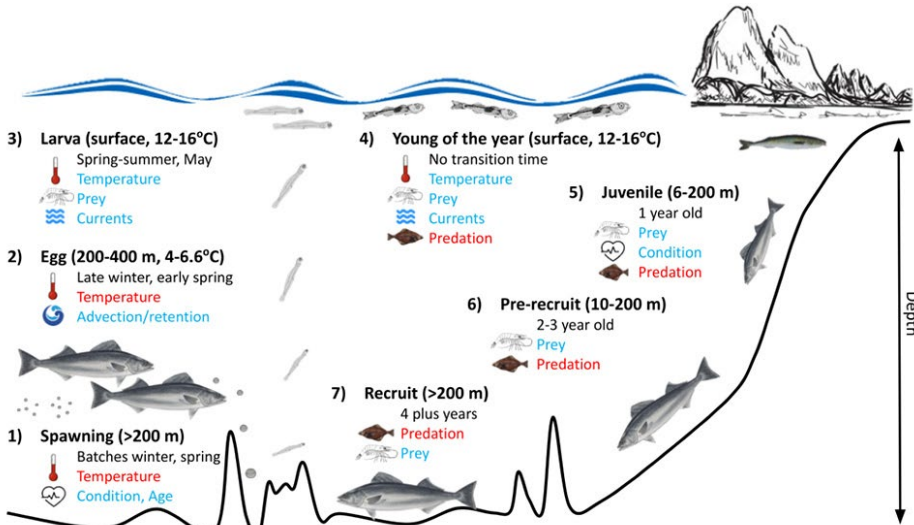 3) Larva (surface, 12-16°C)
Spring-summer, May
Temperature
Prey
Currents
4) Young of the year (surface, 12-16°C)
No transition time
Temperature
Prey
Currents
Predation
5) Juvenile (6-200 m)
1 year old
Prey
Condition
Predation
2) Egg (200-400 m, 4-6.6°C)
Late winter, early spring
Temperature
Advection/retention
6) Pre-recruit (10-200 m)
2-3 year old
Prey
Predation
7) Recruit (>200 m)
4 plus years
Predation
Prey
1) Spawning (>200 m)
Batches winter, spring
Temperature
Condition, Age
Depth